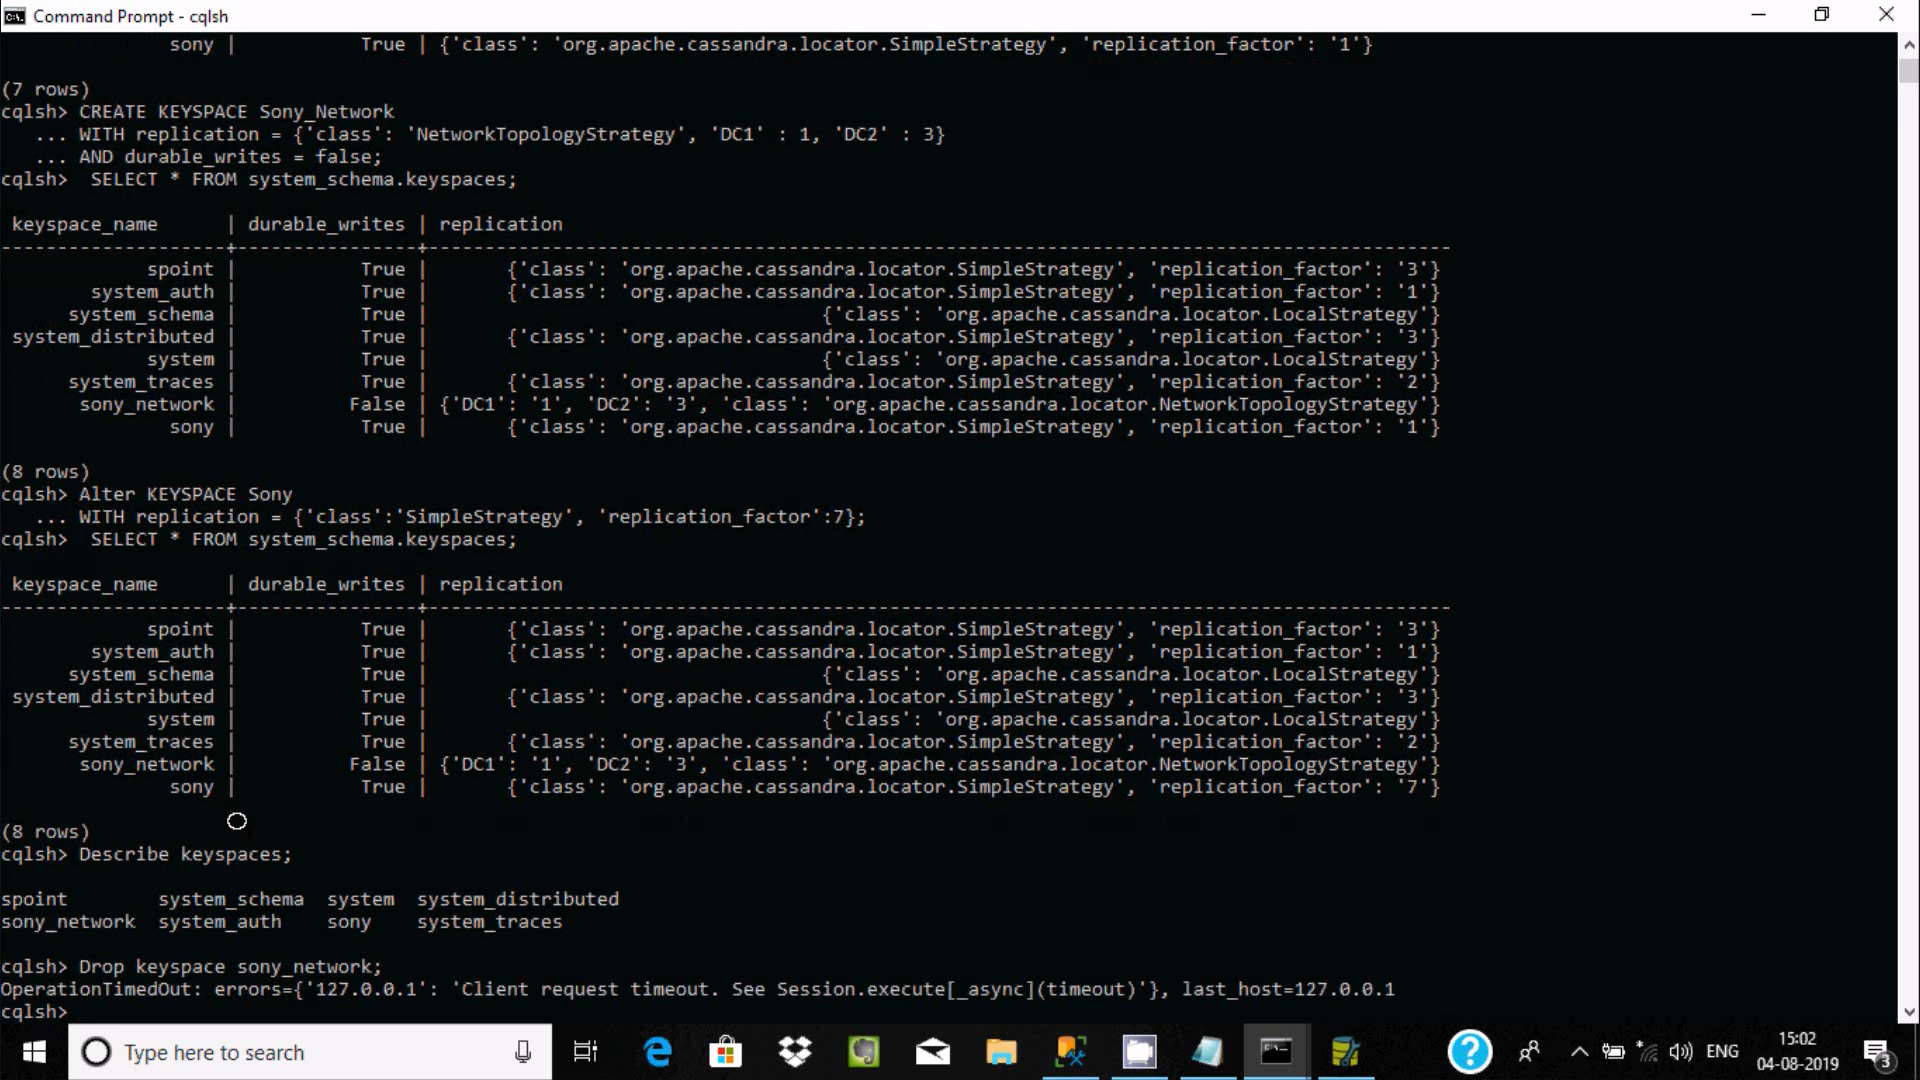 Command Prompt - cqlsh
sony | True | {'class': 'org.apache.cassandra.locator.SimpleStrategy', 'replication_factor': '1'}
(7 rows)
cqlsh> CREATE KEYSPACE Sony_Network
... WITH replication = {'class': 'NetworkTopologyStrategy', 'DC1' : 1, 'DC2' : 3}
... AND durable_writes = false;
cqlsh>  SELECT * FROM system_schema.keyspaces;
keyspace_name | durable_writes | replication
--------------------+----------------+-------------------------------------------------------------------------------------------
spoint | True | {'class': 'org.apache.cassandra.locator.SimpleStrategy', 'replication_factor': '3'}
system_auth | True | {'class': 'org.apache.cassandra.locator.SimpleStrategy', 'replication_factor': '1'}
system_schema | True | {'class': 'org.apache.cassandra.locator.LocalStrategy'}
system_distributed | True | {'class': 'org.apache.cassandra.locator.SimpleStrategy', 'replication_factor': '3'}
system | True | {'class': 'org.apache.cassandra.locator.LocalStrategy'}
system_traces | True | {'class': 'org.apache.cassandra.locator.SimpleStrategy', 'replication_factor': '2'}
sony_network | False | {'DC1': '1', 'DC2': '3', 'class': 'org.apache.cassandra.locator.NetworkTopologyStrategy'}
sony | True | {'class': 'org.apache.cassandra.locator.SimpleStrategy', 'replication_factor': '1'}
(8 rows)
cqlsh> Alter KEYSPACE Sony
... WITH replication = {'class':'SimpleStrategy', 'replication_factor':7};
cqlsh>  SELECT * FROM system_schema.keyspaces;
keyspace_name | durable_writes | replication
--------------------+----------------+-------------------------------------------------------------------------------------------
spoint | True | {'class': 'org.apache.cassandra.locator.SimpleStrategy', 'replication_factor': '3'}
system_auth | True | {'class': 'org.apache.cassandra.locator.SimpleStrategy', 'replication_factor': '1'}
system_schema | True | {'class': 'org.apache.cassandra.locator.LocalStrategy'}
system_distributed | True | {'class': 'org.apache.cassandra.locator.SimpleStrategy', 'replication_factor': '3'}
system | True | {'class': 'org.apache.cassandra.locator.LocalStrategy'}
system_traces | True | {'class': 'org.apache.cassandra.locator.SimpleStrategy', 'replication_factor': '2'}
sony_network | False | {'DC1': '1', 'DC2': '3', 'class': 'org.apache.cassandra.locator.NetworkTopologyStrategy'}
sony | True | {'class': 'org.apache.cassandra.locator.SimpleStrategy', 'replication_factor': '7'}
(8 rows)
cqlsh> Describe keyspaces;
spoint system_schema system system_distributed
sony_network system_auth sony system_traces
cqlsh> Drop keyspace sony_network;
OperationTimedOut: errors={'127.0.0.1': 'Client request timeout. See Session.execute[_async](timeout)'}, last_host=127.0.0.1
cqlsh>
Type here to search
ENG
15:02
04-08-2019
3